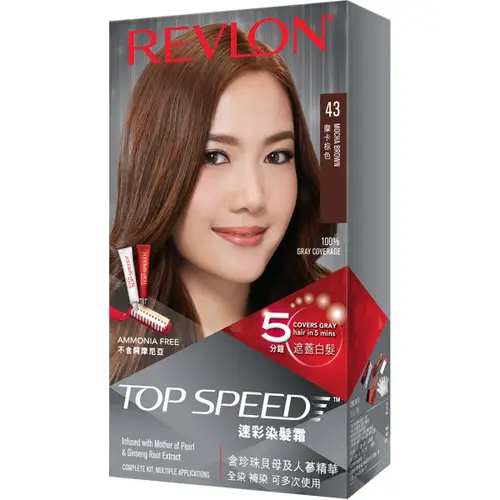 REVLON®
43
MOCHA BROWN
摩卡棕色
100%
GRAY COVERAGE
AMMONIA FREE
不含阿摩尼亞
5
分鐘
COVERS GRAY
hair in 5 mins
遮蓋白髮
TOP SPEED™
速彩染髮霜
Infused with Mother of Pearl
& Ginseng Root Extract
COMPLETE KIT, MULTIPLE APPLICATIONS
含珍珠貝母及人蔘精華
全染 補染 可多次使用